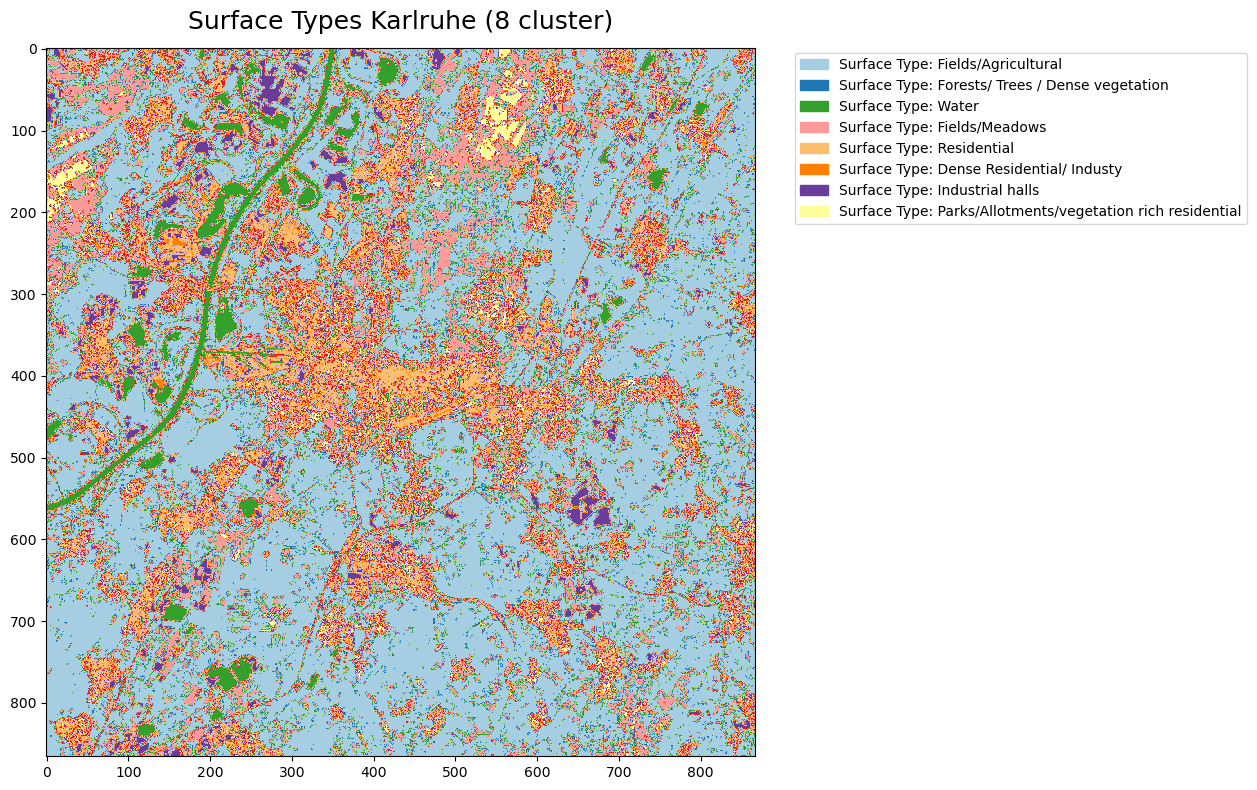 Surface Types Karlruhe (8 cluster)
0
100
200
300
400
500
600
700
800
0 100 200 300 400 500 600 700 800
Surface Type: Fields/Agricultural
Surface Type: Forests/ Trees / Dense vegetation
Surface Type: Water
Surface Type: Fields/Meadows
Surface Type: Residential
Surface Type: Dense Residential/ Industy
Surface Type: Industrial halls
Surface Type: Parks/Allotments/vegetation rich residential